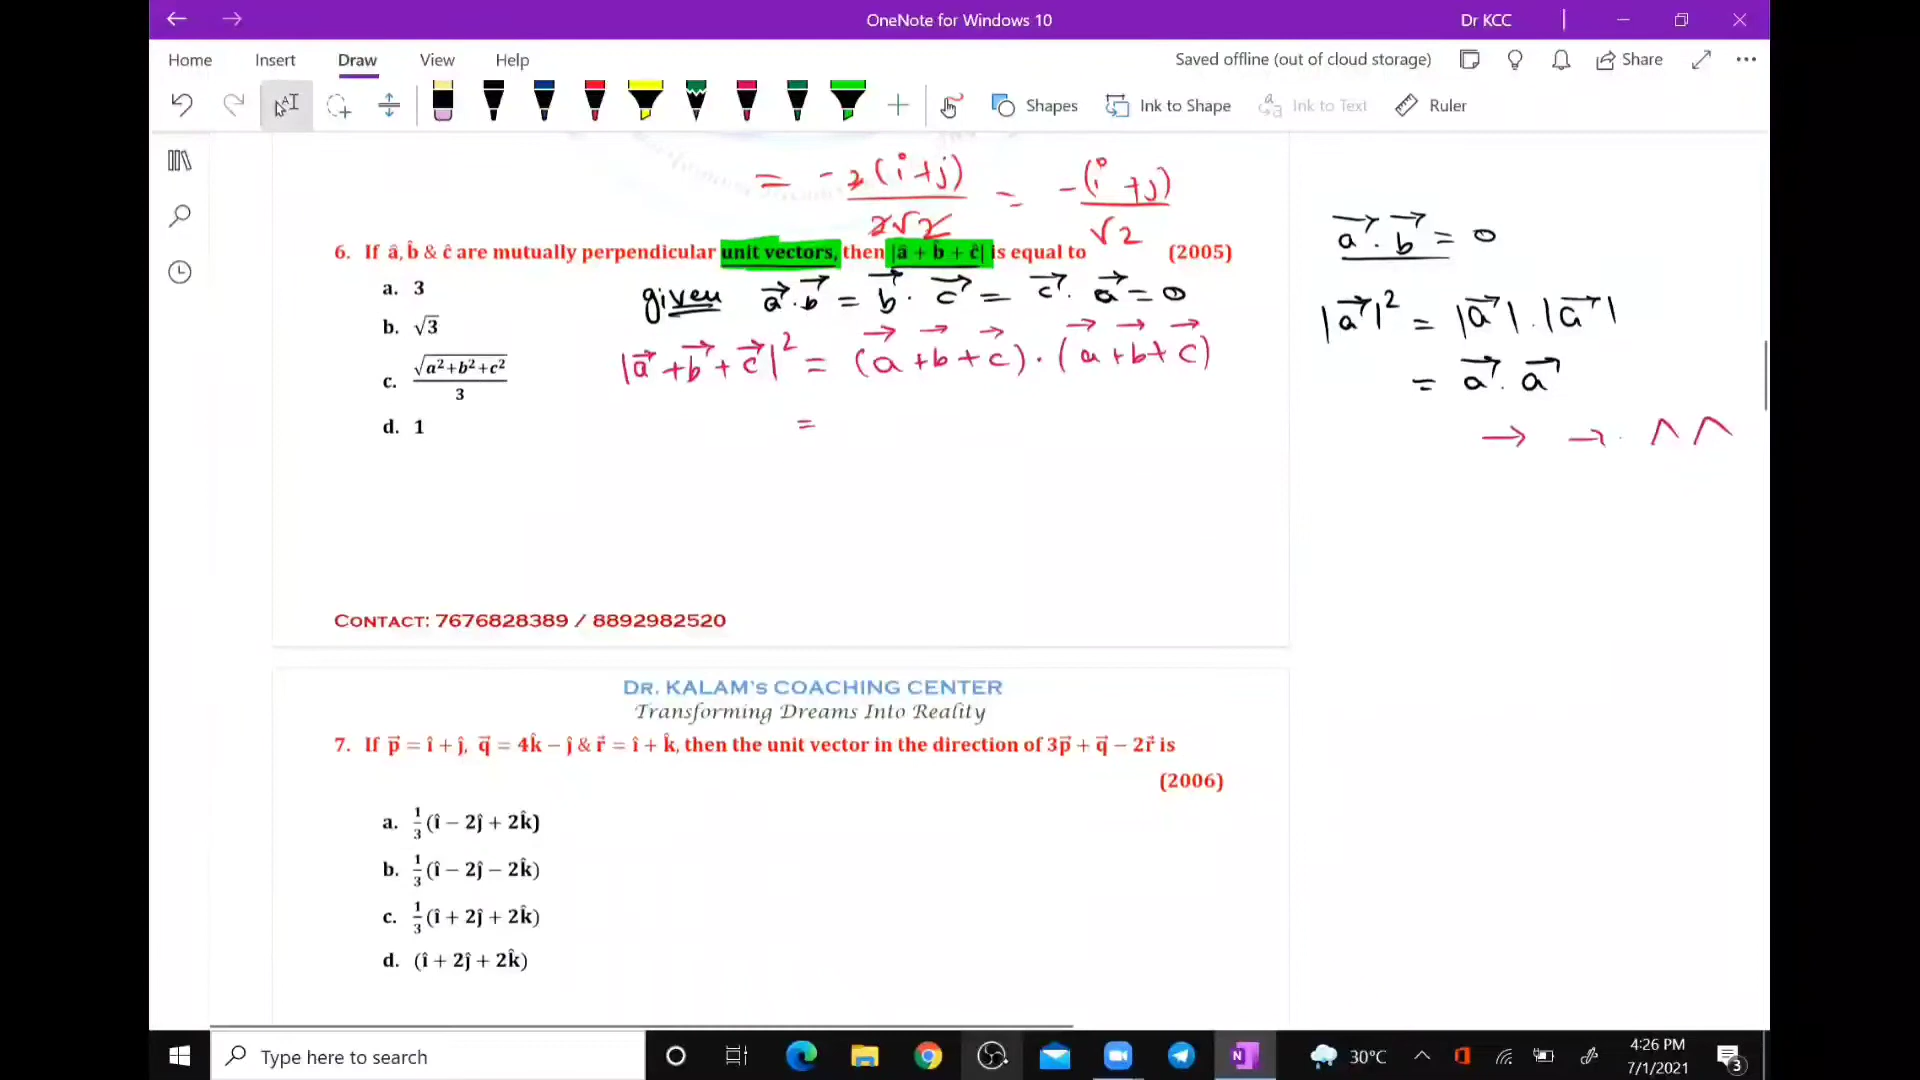 OneNote for Windows 10
Dr KCC
Home Insert Draw View Help
Saved offline (out of cloud storage)
Share
Shapes
Ink to Shape
Ink to Text
Ruler
= -2(i+j)/2√2 = -(i+j)/√2
6. If â, b̂ & ĉ are mutually perpendicular unit vectors, then |â + b̂ + ĉ| is equal to (2005)
a. 3
b. √3
c. √a²+b²+c²/3
d. 1
given a⃗.b⃗ = b⃗.c⃗ = c⃗.a⃗ = 0
|a⃗+b⃗+c⃗|² = (a⃗+b⃗+c⃗).(a⃗+b⃗+c⃗)
=
a⃗.b⃗ = 0
|a⃗|² = |a⃗|.|a⃗|
= a⃗.a⃗
→ → . ^ ^
CONTACT: 7676828389 / 8892982520
DR. KALAM's COACHING CENTER
Transforming Dreams Into Reality
7. If p⃗ = î + ĵ, q⃗ = 4k̂ − ĵ & r⃗ = î + k̂, then the unit vector in the direction of 3p⃗ + q⃗ − 2r⃗ is
(2006)
a. 1/3 (î − 2ĵ + 2k̂)
b. 1/3 (î − 2ĵ − 2k̂)
c. 1/3 (î + 2ĵ + 2k̂)
d. (î + 2ĵ + 2k̂)
Type here to search
30°C
4:26 PM
7/1/2021
3